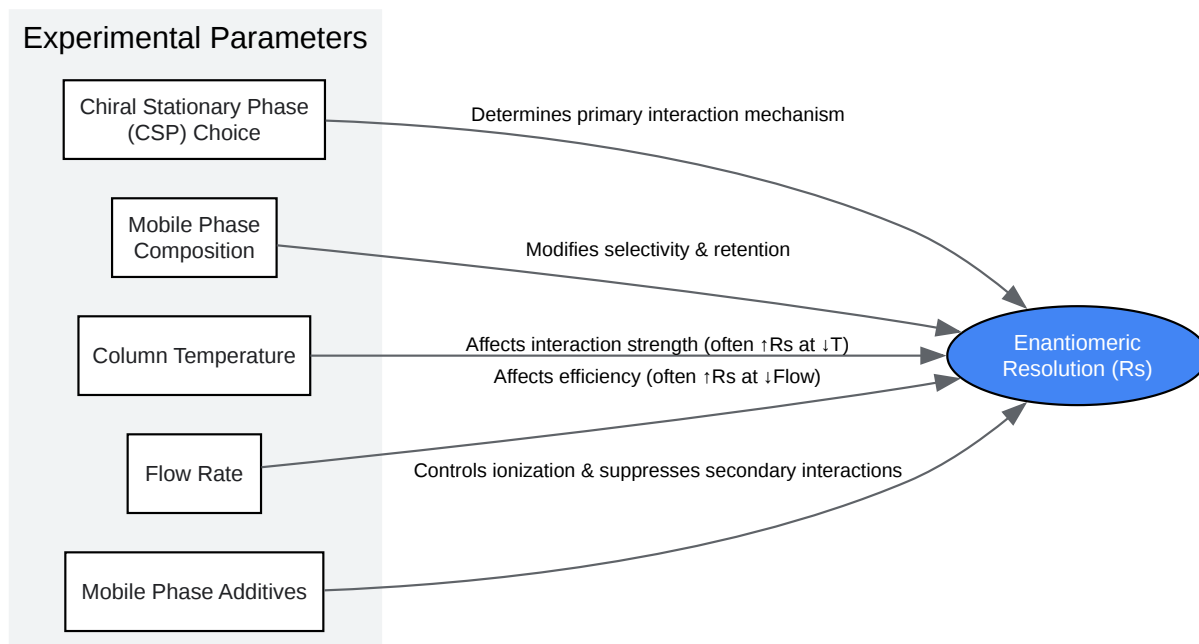 Experimental Parameters
Chiral Stationary Phase
(CSP) Choice
Determines primary interaction mechanism
Mobile Phase
Composition
Modifies selectivity & retention
Column Temperature
Affects interaction strength (often ↑Rs at ↓T)
Enantiomeric
Resolution (Rs)
Affects efficiency (often ↑Rs at ↓Flow)
Flow Rate
Controls ionization & suppresses secondary interactions
Mobile Phase Additives